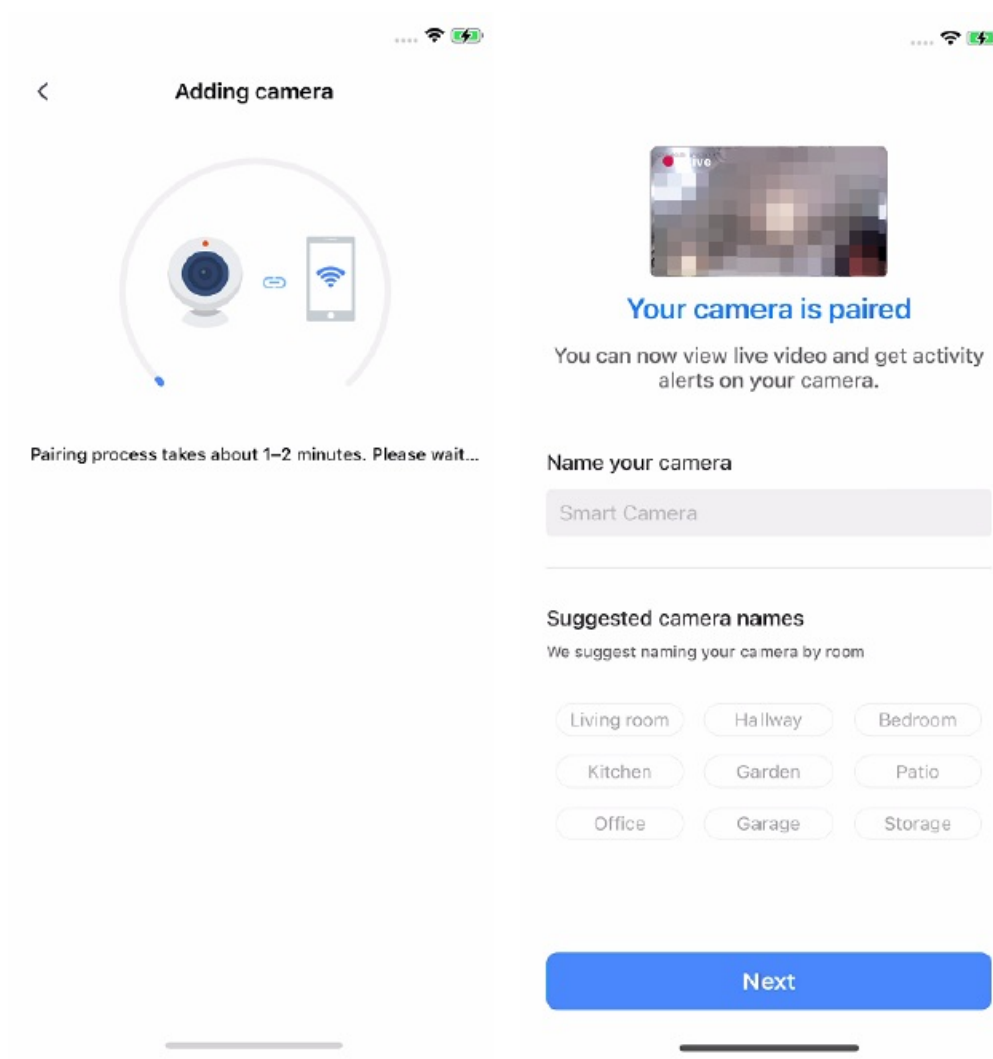 Adding camera
Pairing process takes about 1–2 minutes. Please wait...
Your camera is paired
You can now view live video and get activity
alerts on your camera.
Name your camera
Smart Camera
Suggested camera names
We suggest naming your camera by room
Living room
Hallway
Bedroom
Kitchen
Garden
Patio
Office
Garage
Storage
Next